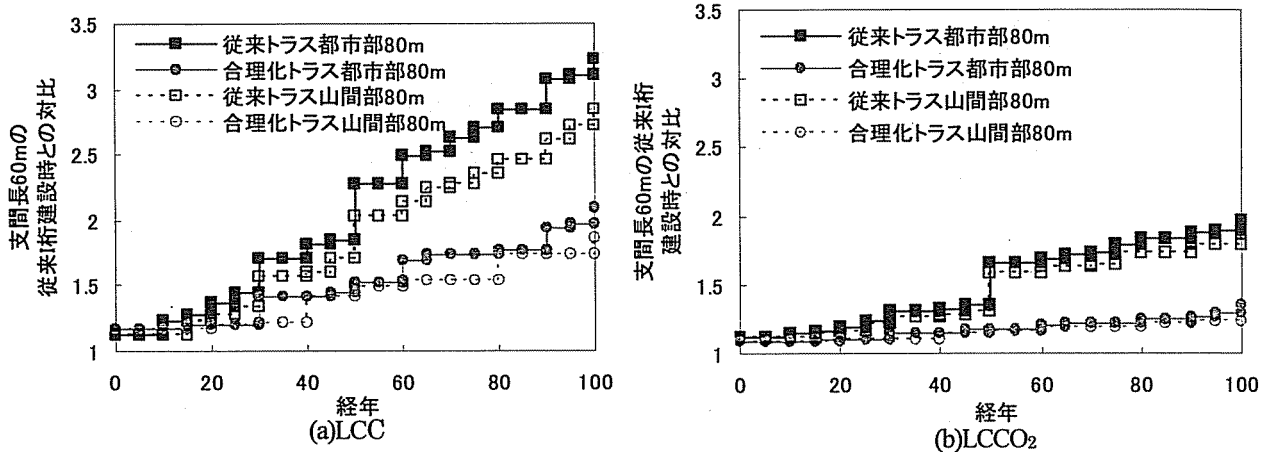 支間長60mの
従来I桁建設時との対比
3.5
3
2.5
2
1.5
1
従来トラス都市部80m
合理化トラス都市部80m
従来トラス山間部80m
合理化トラス山間部80m
0 20 40 60 80 100
経年
(a)LCC
支間長60mの従来I桁
建設時との対比
3.5
3
2.5
2
1.5
1
従来トラス都市部80m
合理化トラス都市部80m
従来トラス山間部80m
合理化トラス山間部80m
0 20 40 60 80 100
経年
(b)LCCO₂